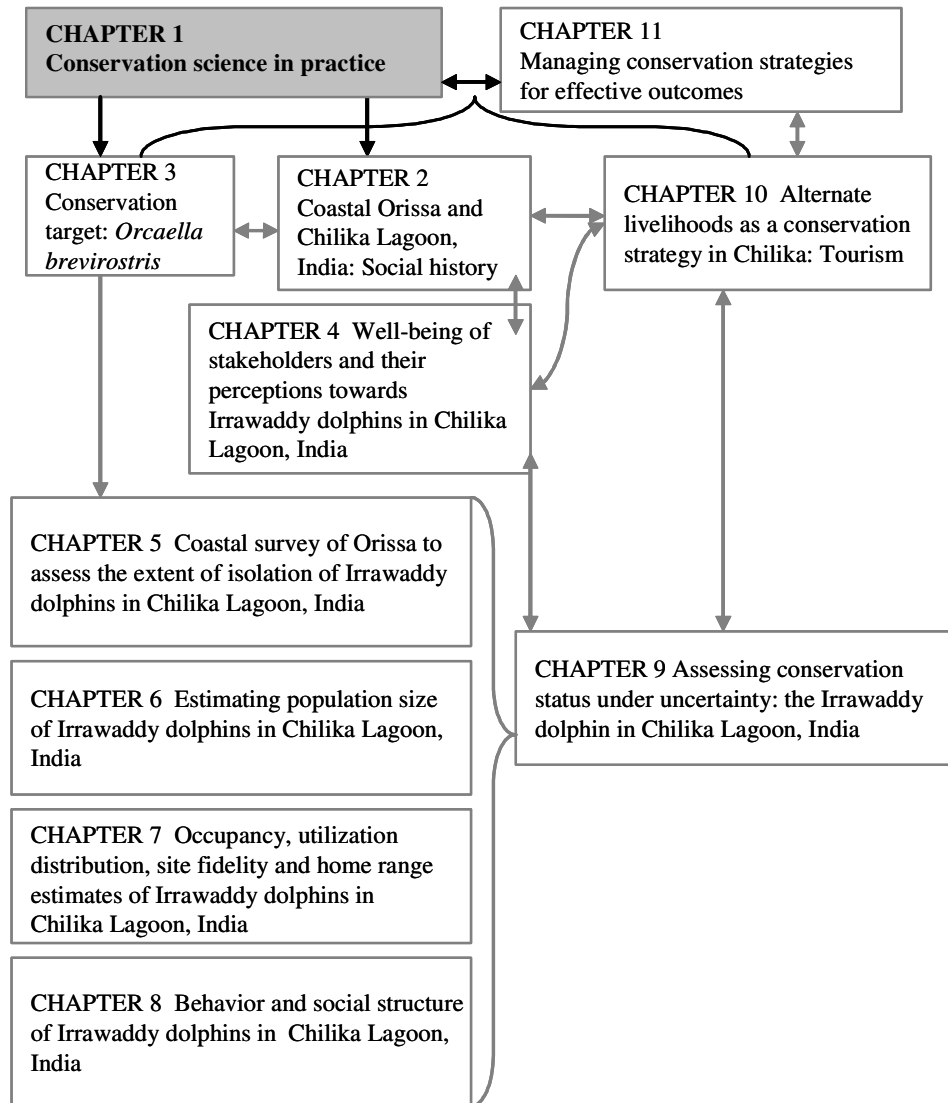 CHAPTER 1
Conservation science in practice
CHAPTER 11
Managing conservation strategies
for effective outcomes
CHAPTER 3
Conservation
target: Orcaella
brevirostris
CHAPTER 2
Coastal Orissa and
Chilika Lagoon,
India: Social history
CHAPTER 10 Alternate
livelihoods as a conservation
strategy in Chilika: Tourism
CHAPTER 4 Well-being of
stakeholders and their
perceptions towards
Irrawaddy dolphins in Chilika
Lagoon, India
CHAPTER 5 Coastal survey of Orissa to
assess the extent of isolation of Irrawaddy
dolphins in Chilika Lagoon, India
CHAPTER 6 Estimating population size
of Irrawaddy dolphins in Chilika Lagoon,
India
CHAPTER 9 Assessing conservation
status under uncertainty: the Irrawaddy
dolphin in Chilika Lagoon, India
CHAPTER 7 Occupancy, utilization
distribution, site fidelity and home range
estimates of Irrawaddy dolphins in
Chilika Lagoon, India
CHAPTER 8 Behavior and social structure
of Irrawaddy dolphins in Chilika Lagoon,
India